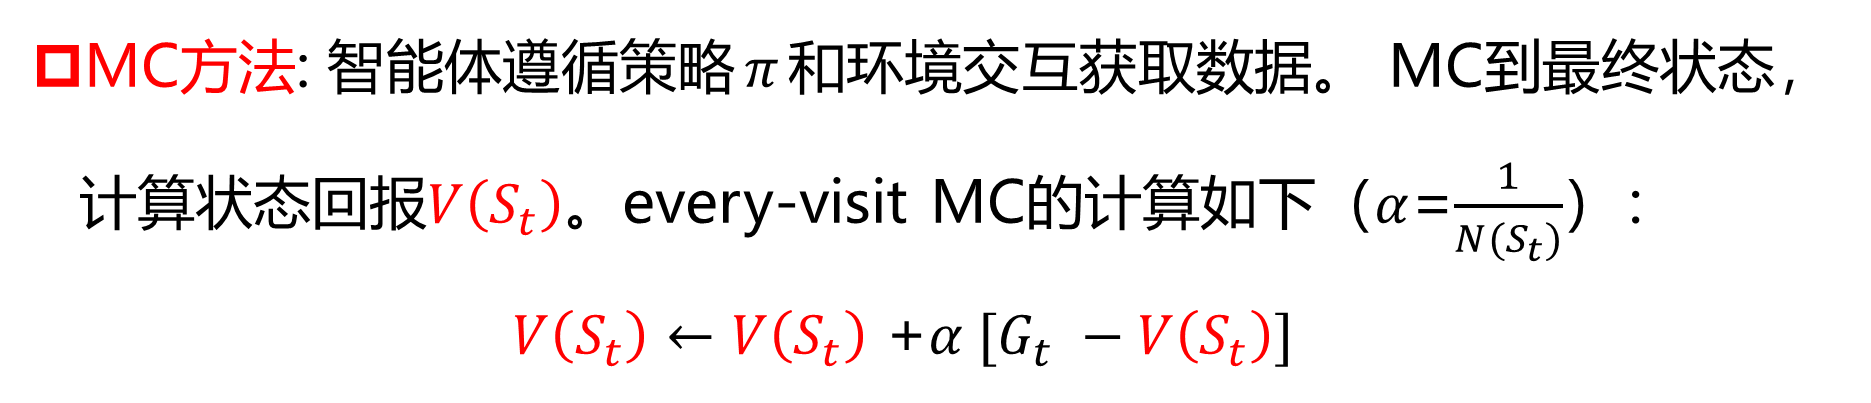 MC方法: 智能体遵循策略 π 和环境交互获取数据。 MC到最终状态,
计算状态回报V(S_t)。every-visit MC的计算如下（α=1/N(S_t)）:
V(S_t) ← V(S_t) +α [G_t − V(S_t)]